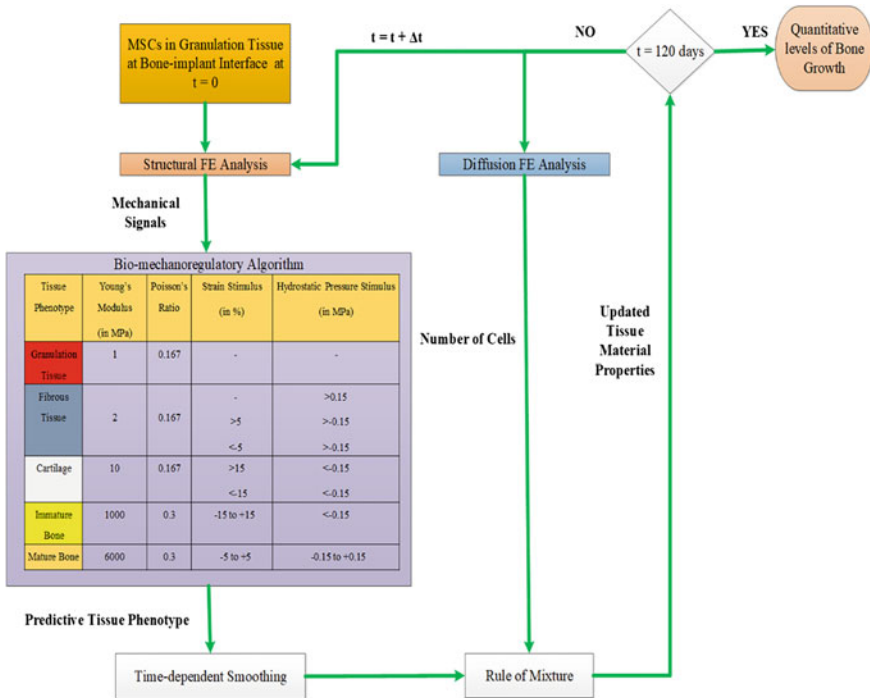 MSCs in Granulation Tissue
at Bone-implant Interface at
t = 0
t = t + Δt
NO
t = 120 days
YES
Quantitative
levels of Bone
Growth
Structural FE Analysis
Diffusion FE Analysis
Mechanical
Signals
Bio-mechanoregulatory Algorithm
Tissue Phenotype
Young's Modulus (in MPa)
Poisson's Ratio
Strain Stimulus (in %)
Hydrostatic Pressure Stimulus (in MPa)
Granulation Tissue
1
0.167
-
-
Fibrous Tissue
2
0.167
-
>0.15
>5
>-0.15
<-5
>-0.15
Cartilage
10
0.167
>15
<-0.15
<-15
<-0.15
Immature Bone
1000
0.3
-15 to +15
<-0.15
Mature Bone
6000
0.3
-5 to +5
-0.15 to +0.15
Number of Cells
Updated
Tissue
Material
Properties
Predictive Tissue Phenotype
Time-dependent Smoothing
Rule of Mixture